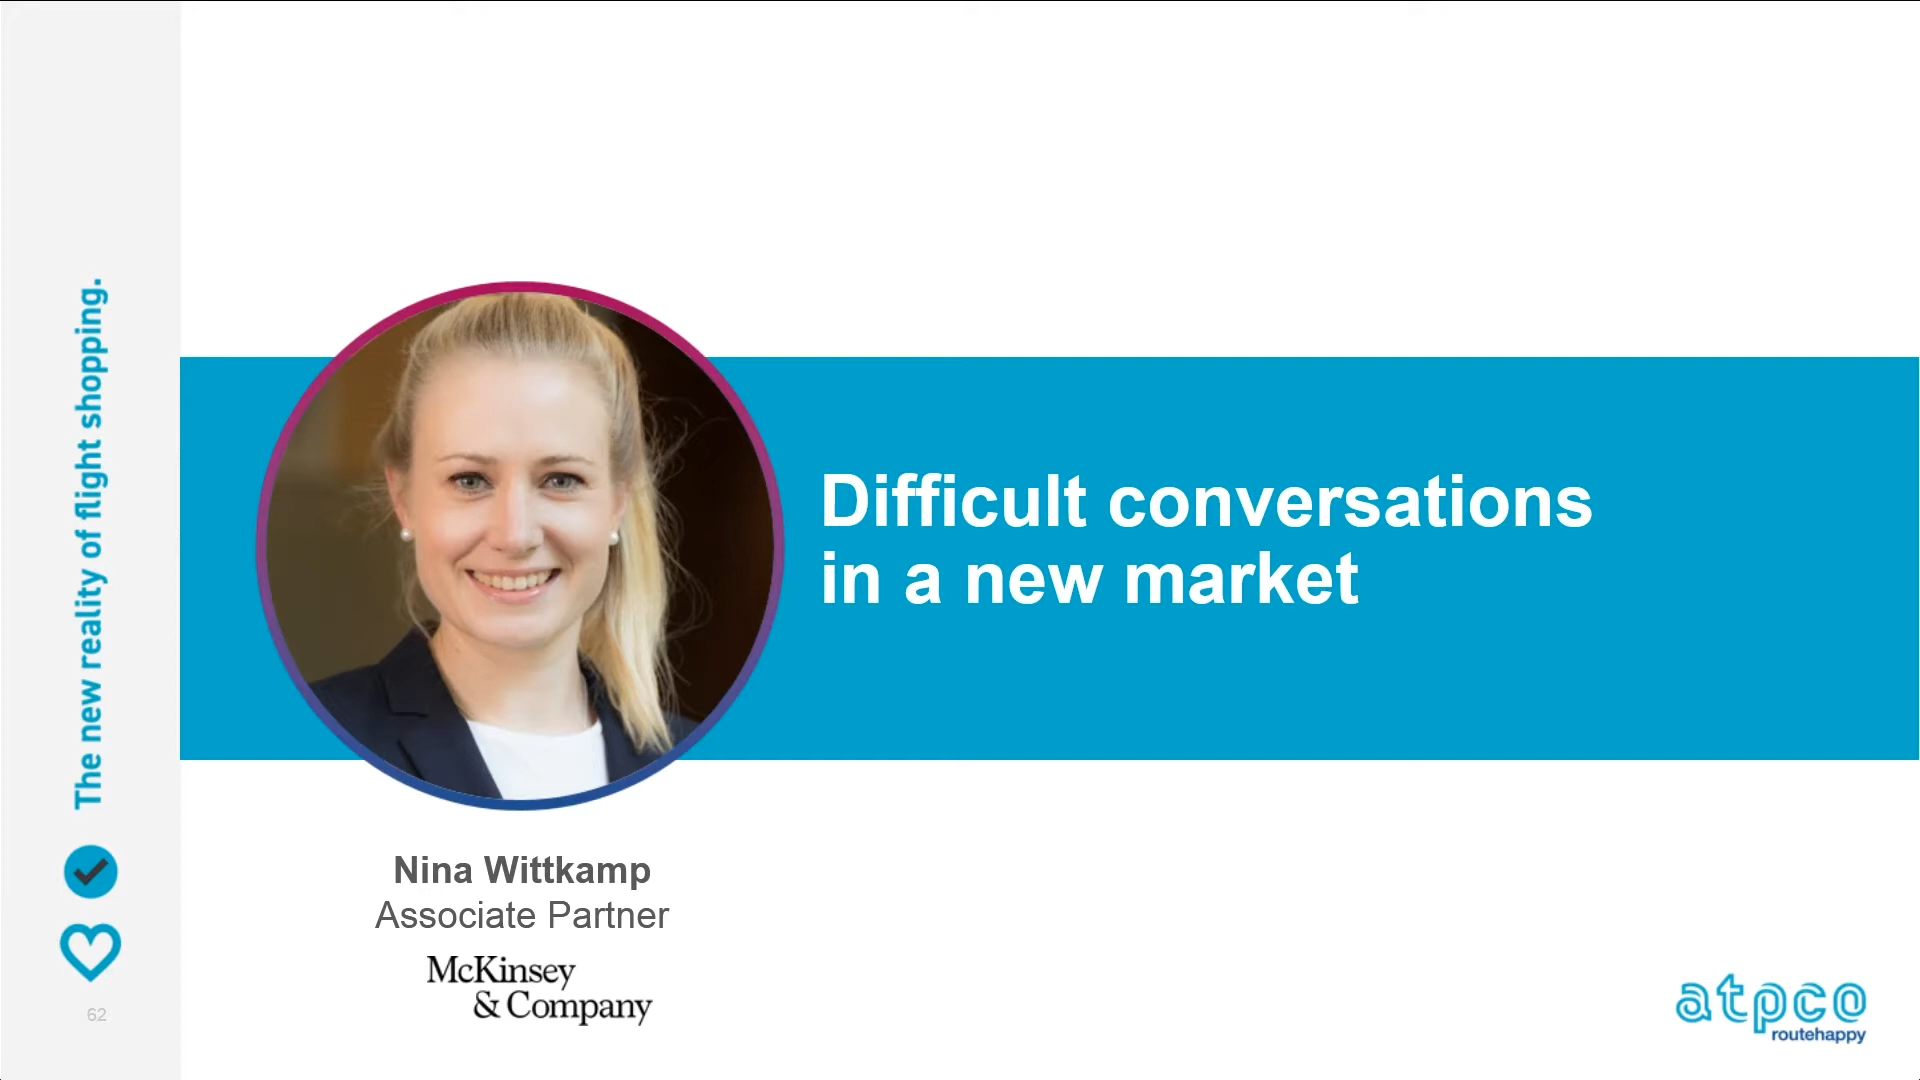 The new reality of flight shopping.
Difficult conversations
in a new market
Nina Wittkamp
Associate Partner
McKinsey
& Company
62
atpco
routehappy